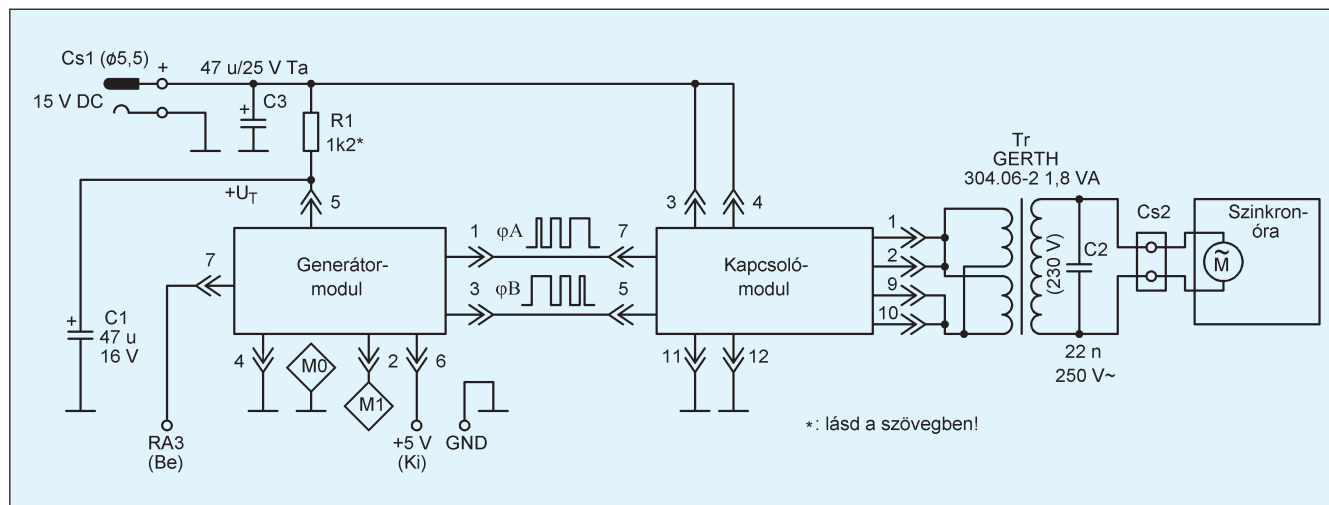 Cs1 (ø5,5)
+
47 u/25 V Ta
15 V DC
+
C3
R1
1k2*
+UT
5
3
4
Tr
GERTH
304.06-2 1,8 VA
7
Generátor-
modul
1
φA
7
3
φB
5
Kapcsoló-
modul
1
2
9
10
(230 V)
C2
Cs2
Szinkron-
óra
~
M
+
C1
47 u
16 V
4
M0
2
M1
6
11
12
22 n
250 V~
RA3
(Be)
+5 V
(Ki)
GND
*: lásd a szövegben!